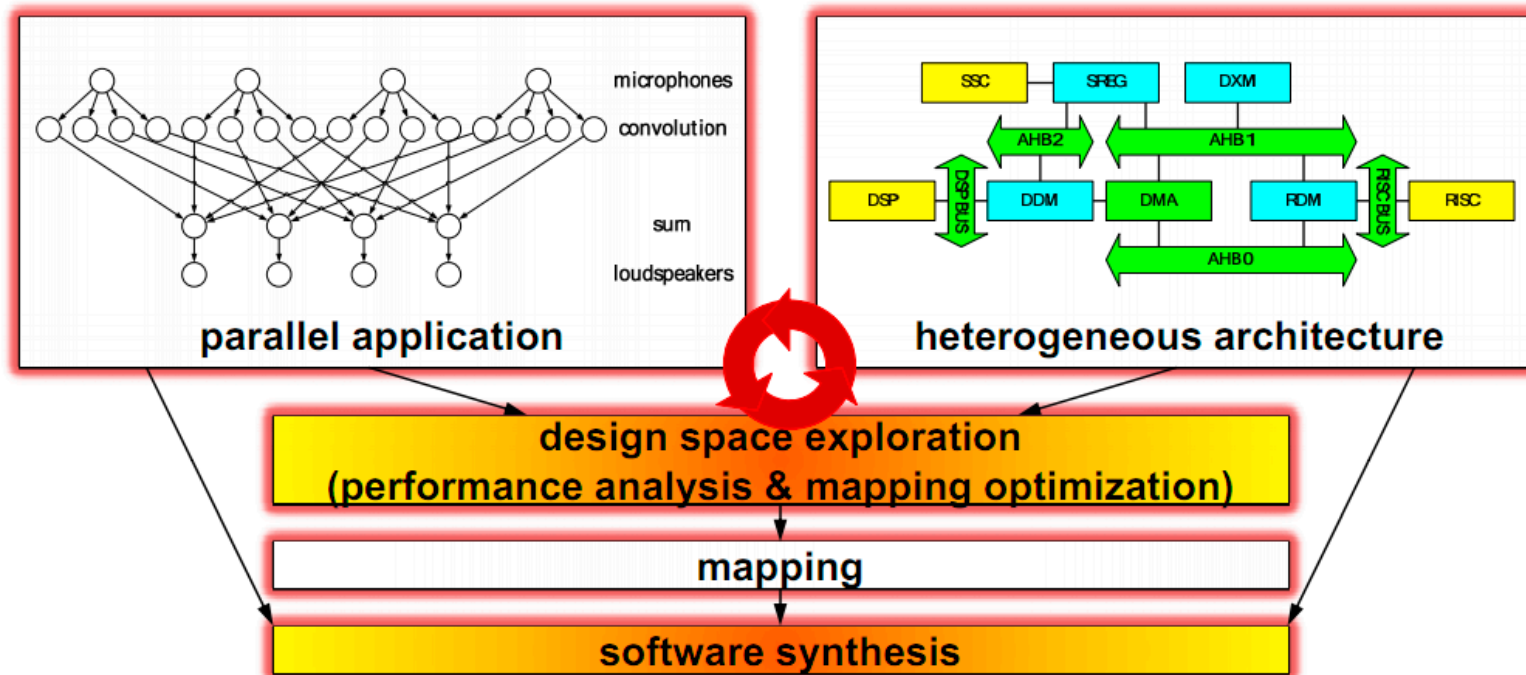 microphones
convolution
sum
loudspeakers
parallel application
SSC
SREG
DXM
AHB2
AHB1
DSP
DSP BUS
DDM
DMA
RDM
RISC BUS
RISC
AHB0
heterogeneous architecture
design space exploration
(performance analysis & mapping optimization)
mapping
software synthesis